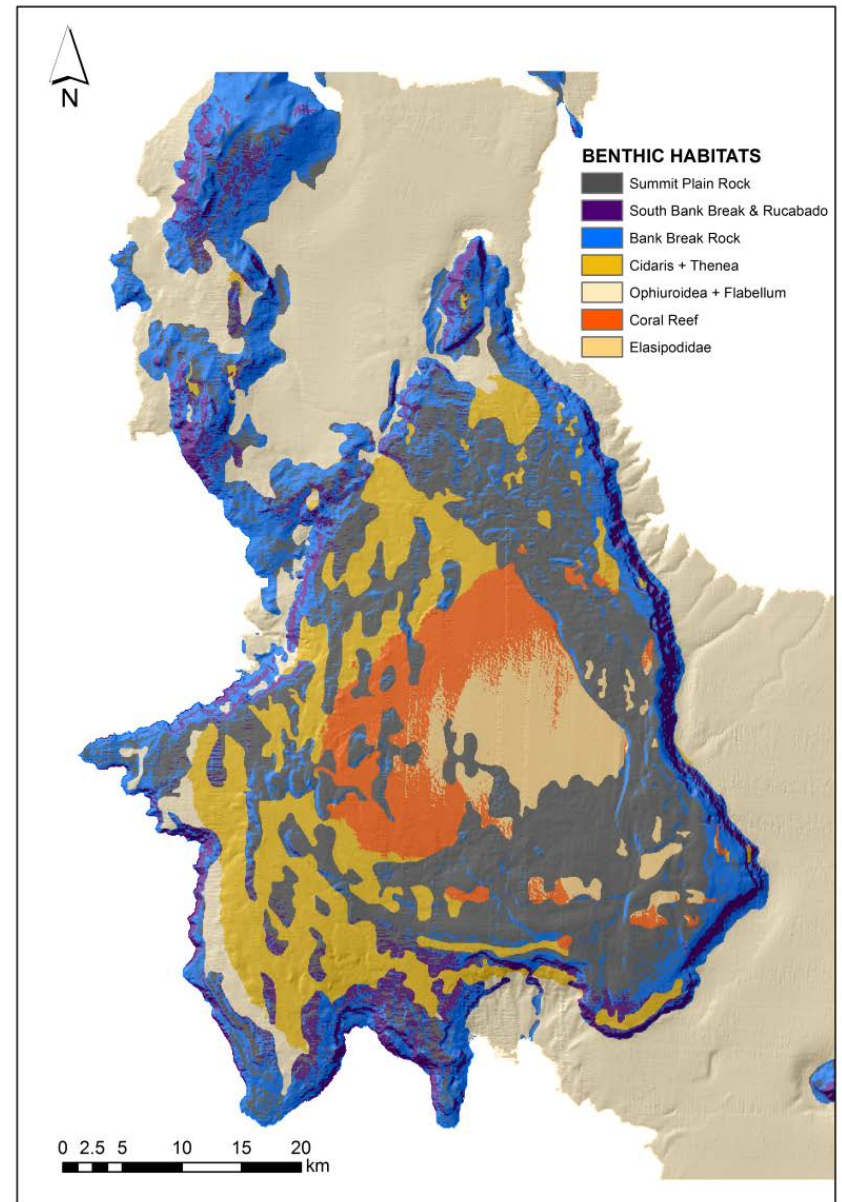 N
BENTHIC HABITATS
Summit Plain Rock
South Bank Break & Rucabado
Bank Break Rock
Cidaris + Thenea
Ophiuroidea + Flabellum
Coral Reef
Elasipodidae
0 2.5 5 10 15 20
km